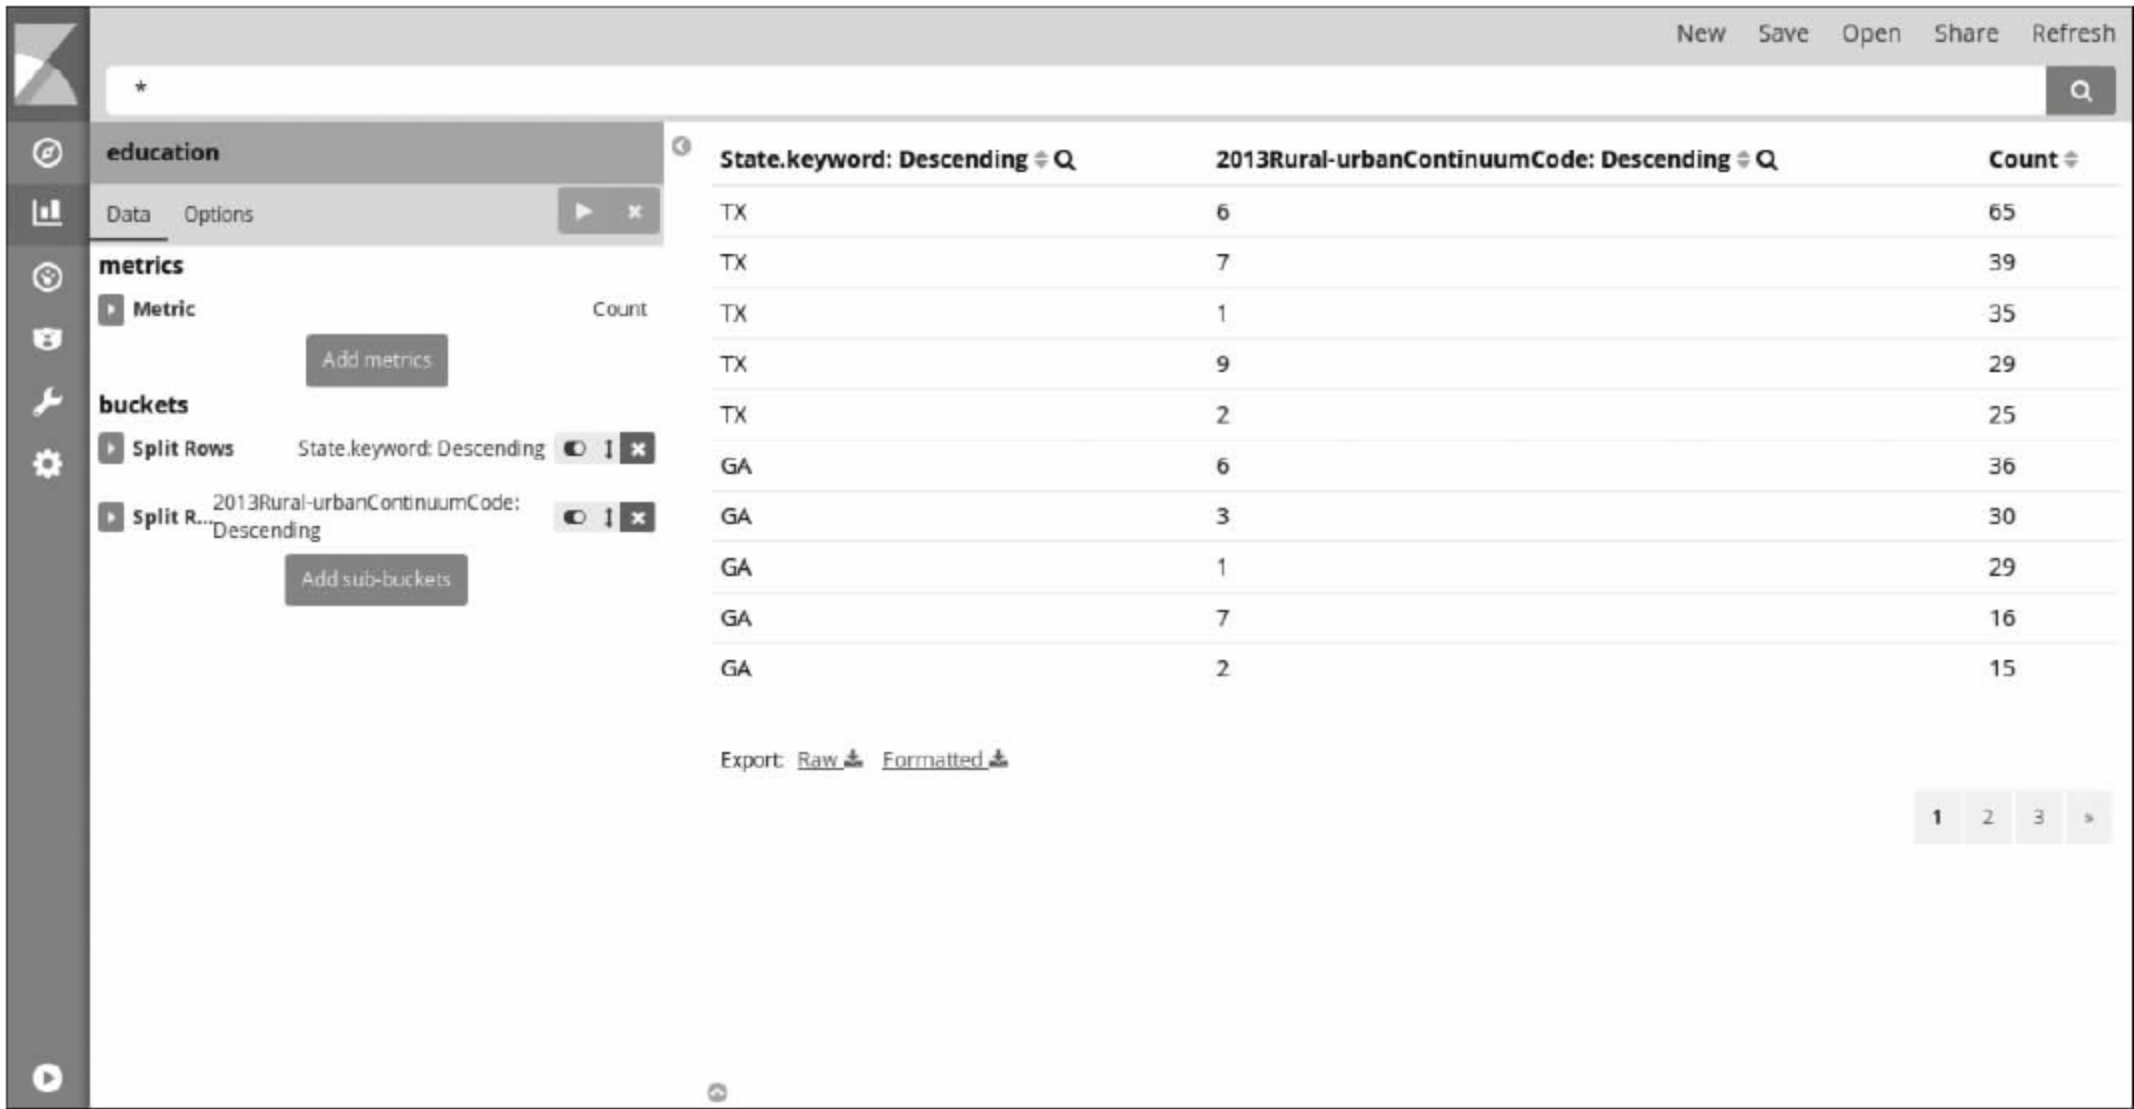 New Save Open Share Refresh
*
education
Data Options
metrics
Metric Count
Add metrics
buckets
Split Rows State.keyword: Descending
Split R... 2013Rural-urbanContinuumCode:
Descending
Add sub-buckets
State.keyword: Descending 2013Rural-urbanContinuumCode: Descending Count
TX 6 65
TX 7 39
TX 1 35
TX 9 29
TX 2 25
GA 6 36
GA 3 30
GA 1 29
GA 7 16
GA 2 15
Export: Raw Formatted
1 2 3 »